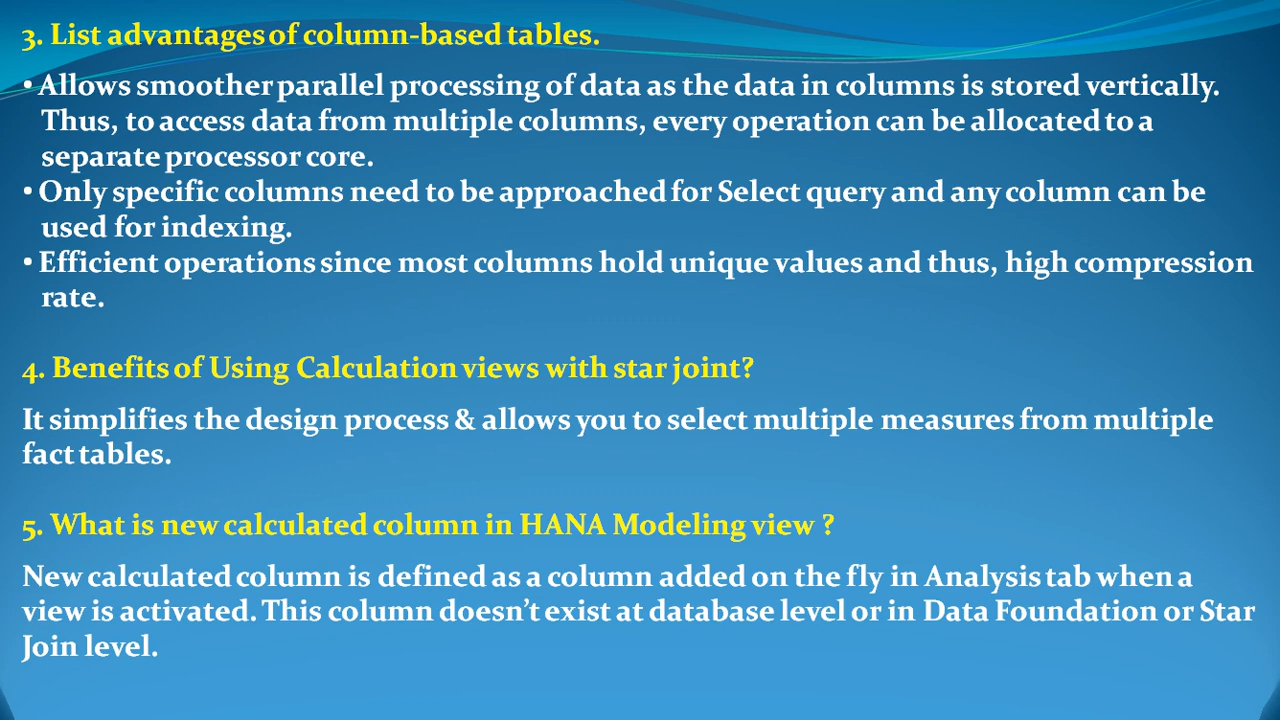 3. List advantages of column-based tables.
• Allows smoother parallel processing of data as the data in columns is stored vertically.
Thus, to access data from multiple columns, every operation can be allocated to a
separate processor core.
• Only specific columns need to be approached for Select query and any column can be
used for indexing.
• Efficient operations since most columns hold unique values and thus, high compression
rate.
4. Benefits of Using Calculation views with star joint?
It simplifies the design process & allows you to select multiple measures from multiple
fact tables.
5. What is new calculated column in HANA Modeling view ?
New calculated column is defined as a column added on the fly in Analysis tab when a
view is activated. This column doesn't exist at database level or in Data Foundation or Star
Join level.